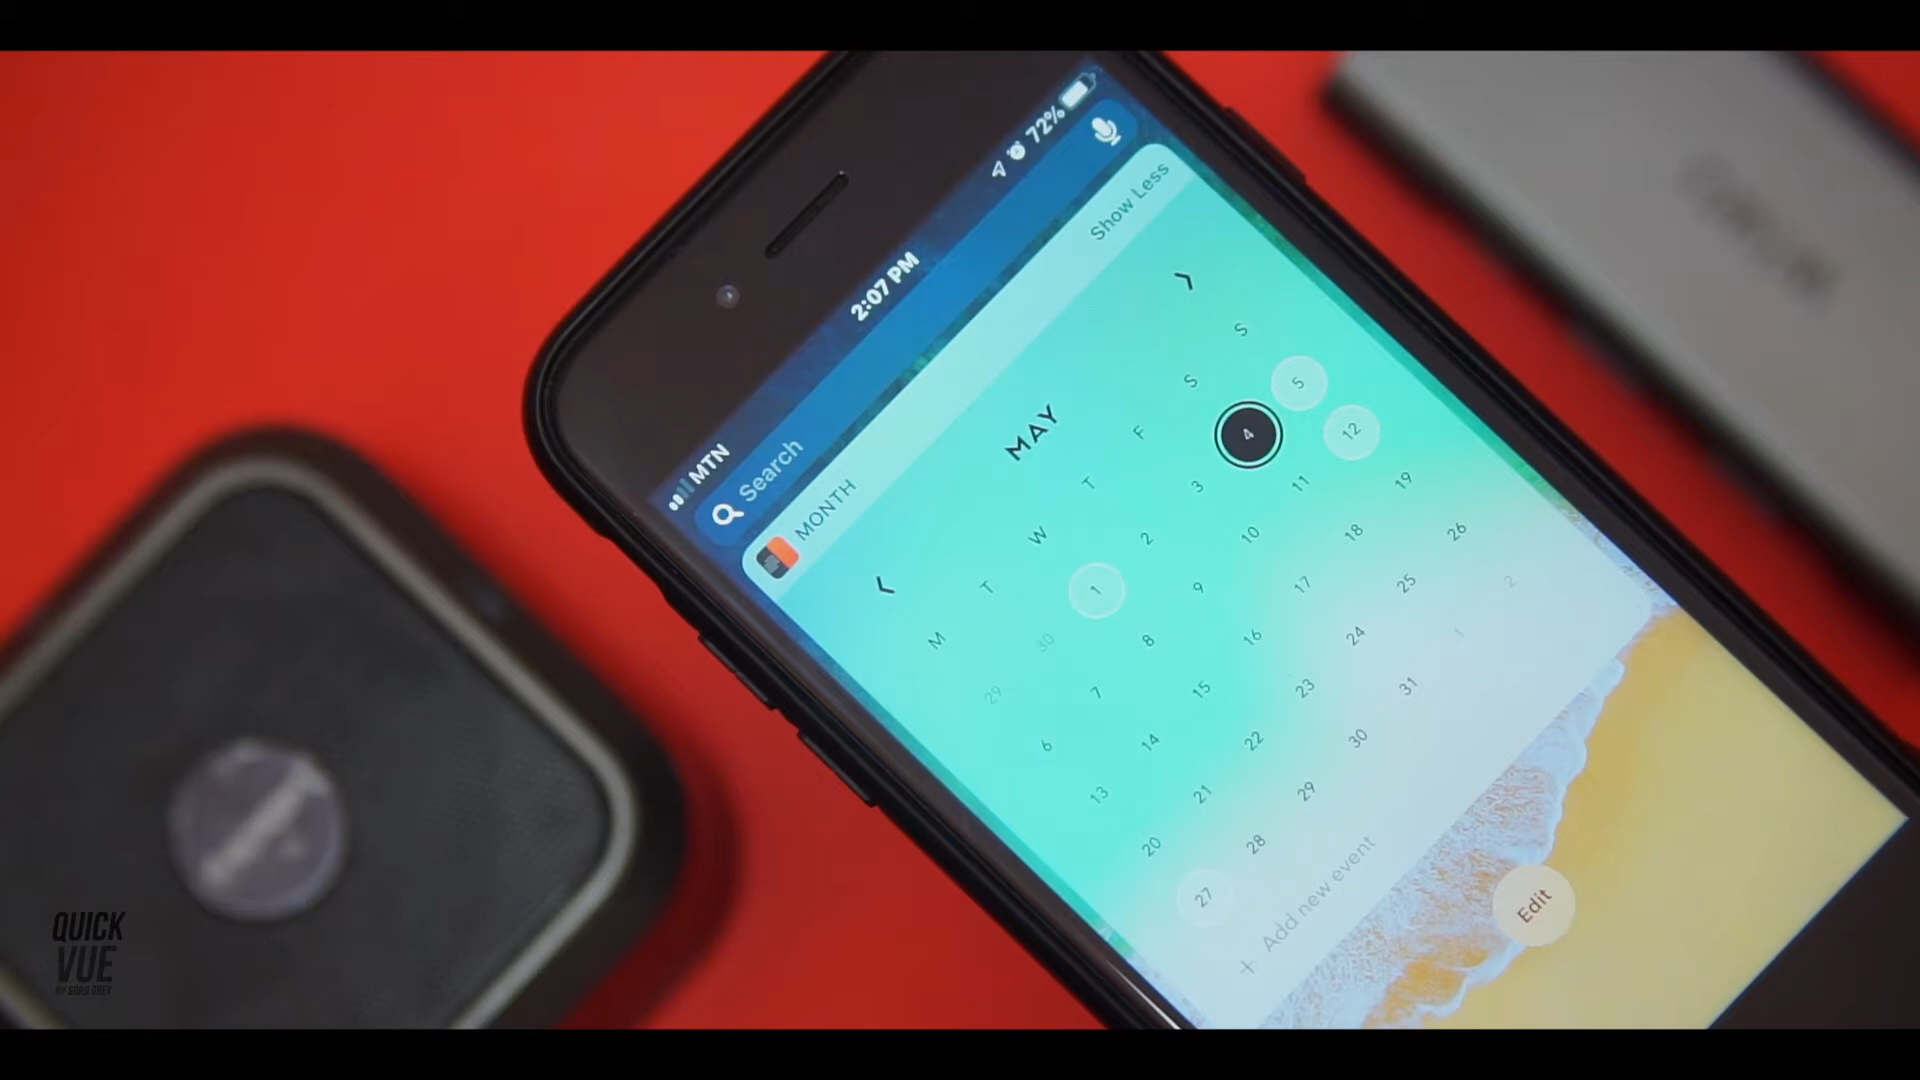 MTN 2:07 PM 72%
Search
MONTH Show Less
MAY
M T W T F S S
29 30 1 2 3 4 5
6 7 8 9 10 11 12
13 14 15 16 17 18 19
20 21 22 23 24 25 26
27 28 29 30 31 1 2
+ Add new event
Edit
QUICK
VUE